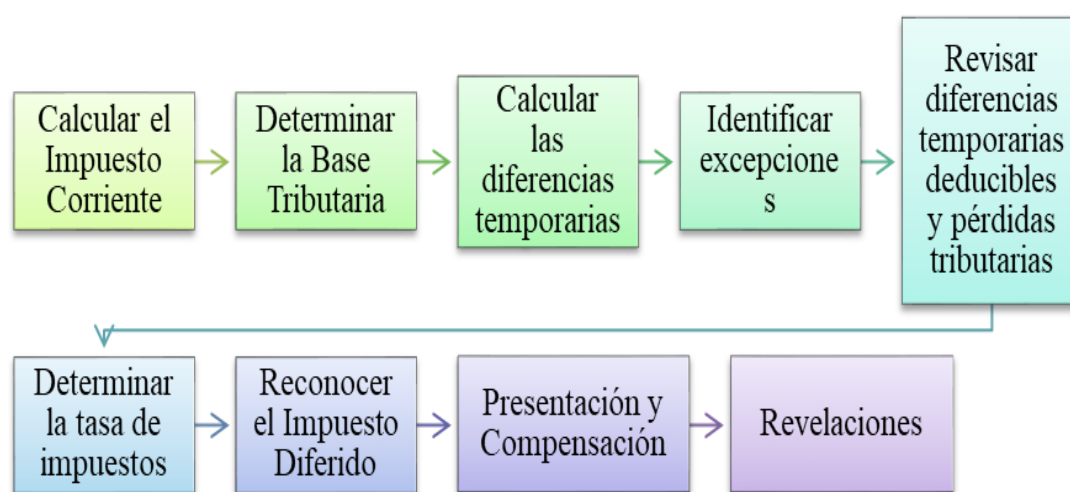 Calcular el
Impuesto
Corriente
Determinar
la Base
Tributaria
Calcular
las
diferencias
temporarias
Identificar
excepcione
s
Revisar
diferencias
temporarias
deducibles
y pérdidas
tributarias
Determinar
la tasa de
impuestos
Reconocer
el Impuesto
Diferido
Presentación y
Compensación
Revelaciones